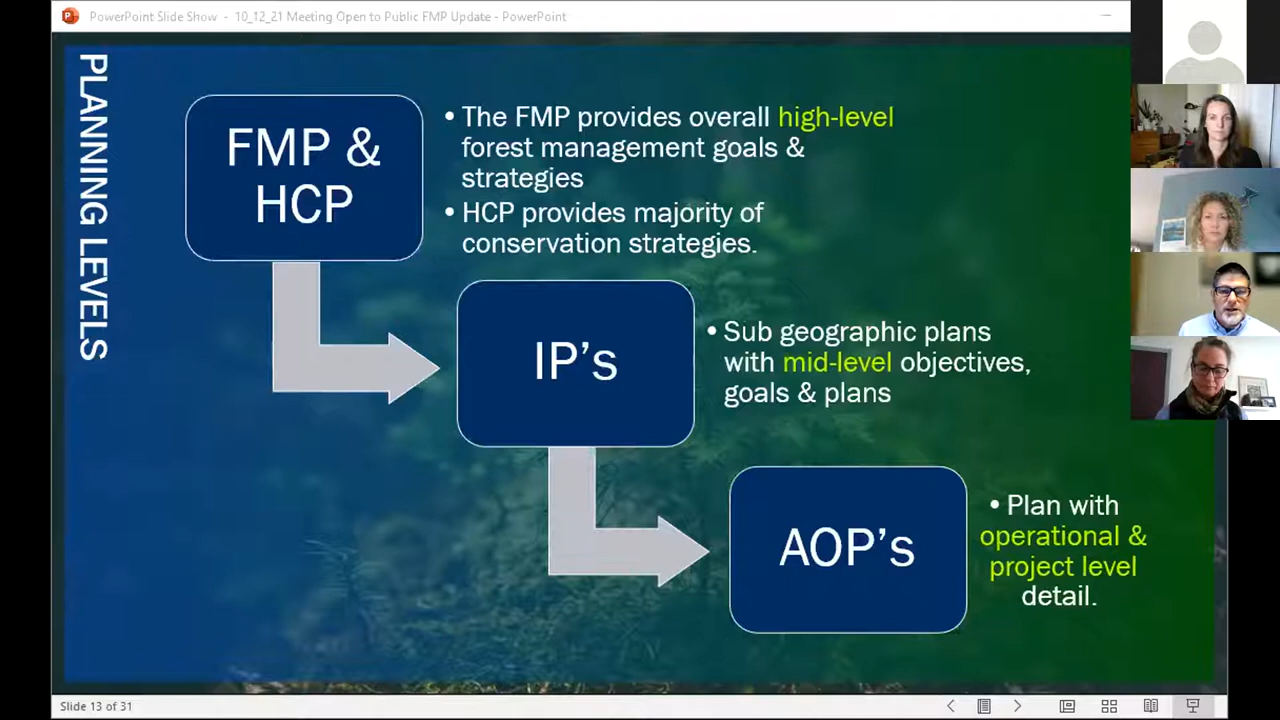 PowerPoint Slide Show - 10_12_21 Meeting Open to Public FMP Update - PowerPoint
PLANNING LEVELS
FMP &
HCP
• The FMP provides overall high-level
forest management goals &
strategies
• HCP provides majority of
conservation strategies.
IP's
• Sub geographic plans
with mid-level objectives,
goals & plans
AOP's
• Plan with
operational &
project level
detail.
Slide 13 of 31